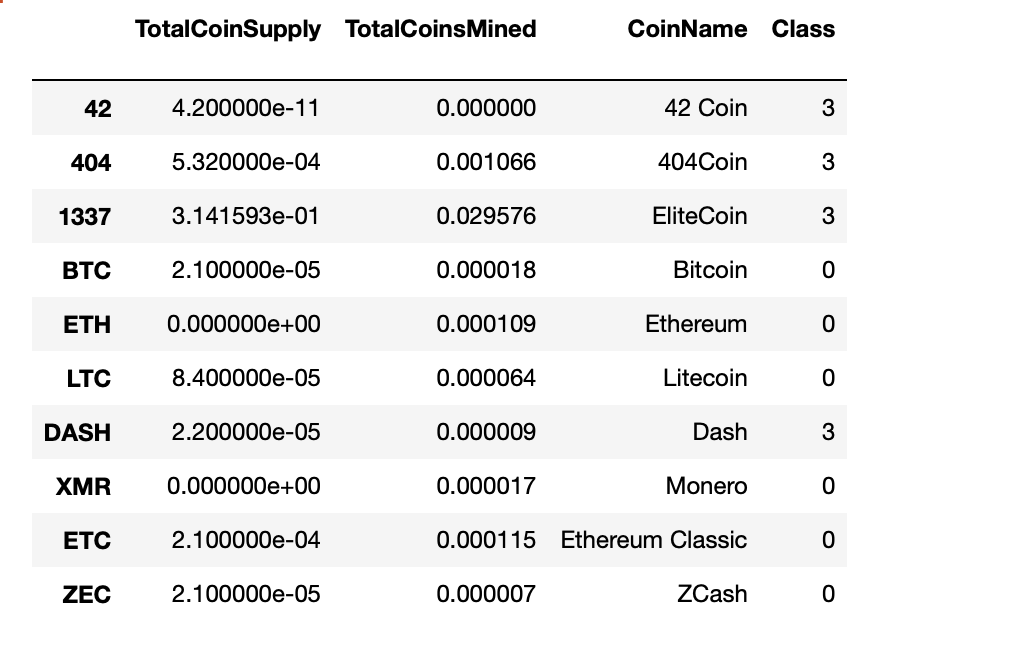 TotalCoinSupply TotalCoinsMined CoinName Class
42 4.200000e-11 0.000000 42 Coin 3
404 5.320000e-04 0.001066 404Coin 3
1337 3.141593e-01 0.029576 EliteCoin 3
BTC 2.100000e-05 0.000018 Bitcoin 0
ETH 0.000000e+00 0.000109 Ethereum 0
LTC 8.400000e-05 0.000064 Litecoin 0
DASH 2.200000e-05 0.000009 Dash 3
XMR 0.000000e+00 0.000017 Monero 0
ETC 2.100000e-04 0.000115 Ethereum Classic 0
ZEC 2.100000e-05 0.000007 ZCash 0